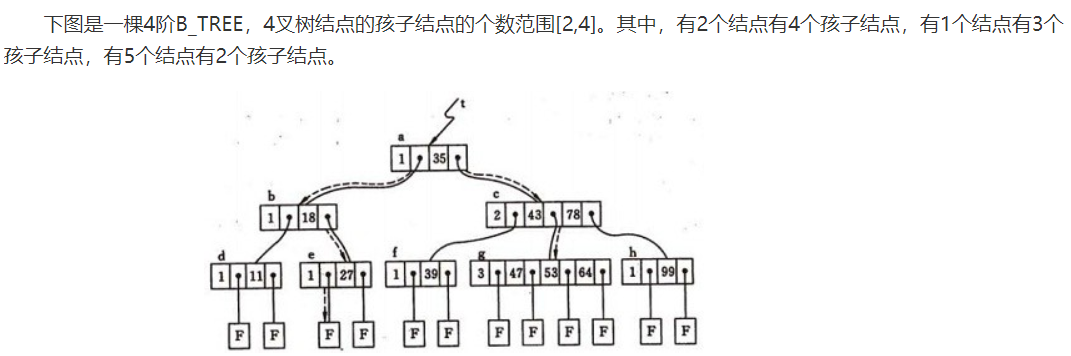 下图是一棵4阶B_TREE，4叉树结点的孩子结点的个数范围[2,4]。其中，有2个结点有4个孩子结点，有1个结点有3个
孩子结点，有5个结点有2个孩子结点。
t
a
1 35
b c
1 18 2 43 78
d e f g h
1 11 1 27 1 39 3 47 53 64 1 99
F F F F F F F F F F F F